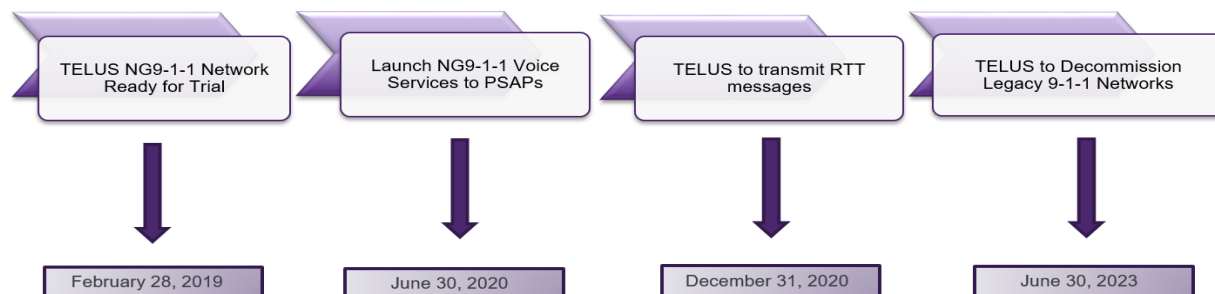 TELUS NG9-1-1 Network
Ready for Trial
Launch NG9-1-1 Voice
Services to PSAPs
TELUS to transmit RTT
messages
TELUS to Decommission
Legacy 9-1-1 Networks
February 28, 2019
June 30, 2020
December 31, 2020
June 30, 2023